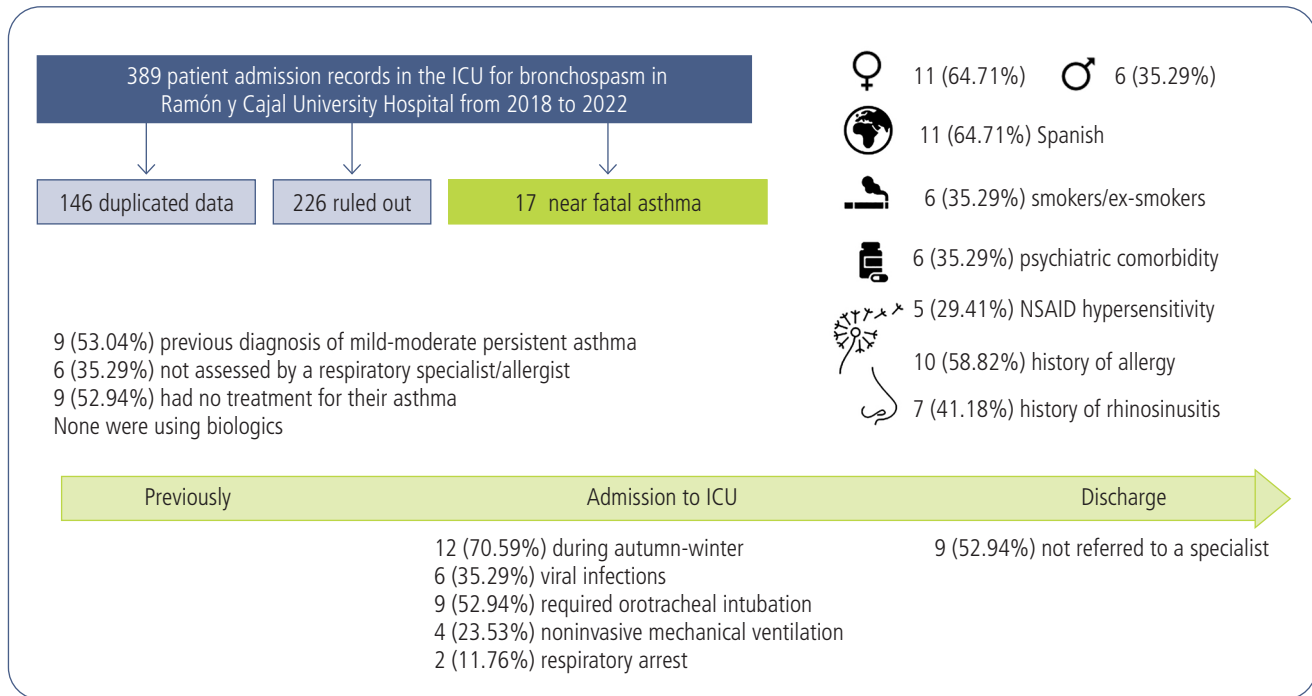 389 patient admission records in the ICU for bronchospasm in
Ramón y Cajal University Hospital from 2018 to 2022
146 duplicated data
226 ruled out
17 near fatal asthma
11 (64.71%)
6 (35.29%)
11 (64.71%) Spanish
6 (35.29%) smokers/ex-smokers
6 (35.29%) psychiatric comorbidity
5 (29.41%) NSAID hypersensitivity
10 (58.82%) history of allergy
7 (41.18%) history of rhinosinusitis
9 (53.04%) previous diagnosis of mild-moderate persistent asthma
6 (35.29%) not assessed by a respiratory specialist/allergist
9 (52.94%) had no treatment for their asthma
None were using biologics
Previously
Admission to ICU
Discharge
12 (70.59%) during autumn-winter
6 (35.29%) viral infections
9 (52.94%) required orotracheal intubation
4 (23.53%) noninvasive mechanical ventilation
2 (11.76%) respiratory arrest
9 (52.94%) not referred to a specialist